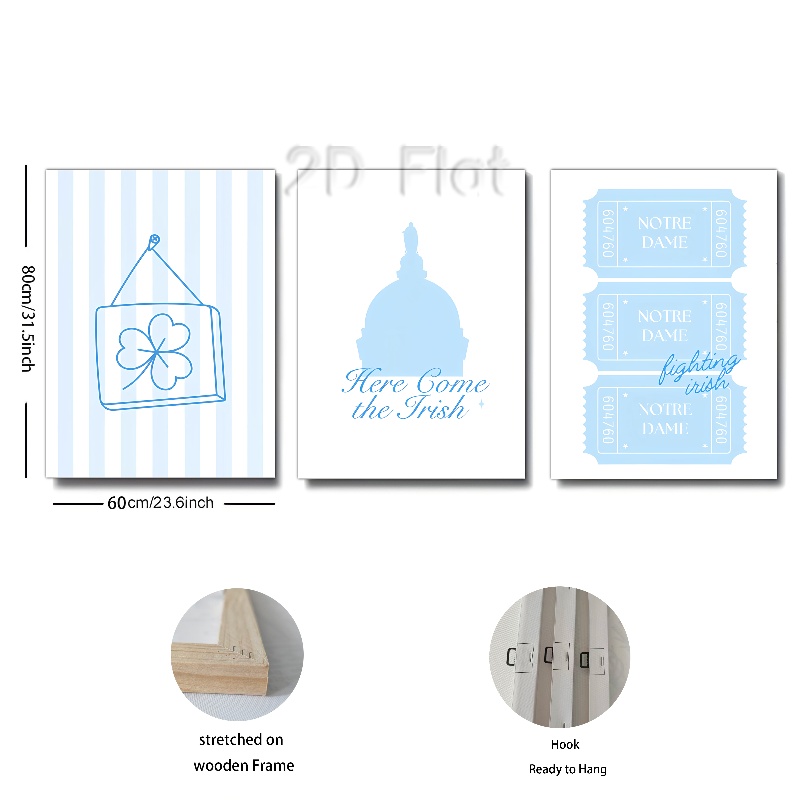 2D Flat
80cm/31.5inch
60cm/23.6inch
Here Come
the Irish
604760
NOTRE
DAME
604760
604760
NOTRE
DAME
604760
fighting
irish
604760
NOTRE
DAME
604760
stretched on
wooden Frame
Hook
Ready to Hang